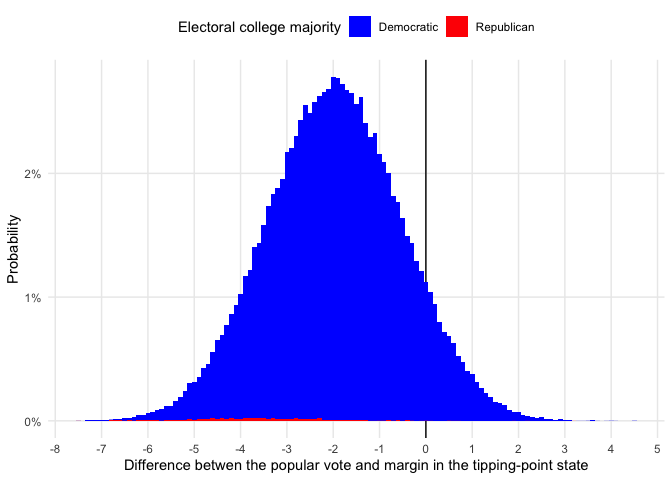 Electoral college majority Democratic Republican
Probability
2%
1%
0%
-8 -7 -6 -5 -4 -3 -2 -1 0 1 2 3 4 5
Difference betwen the popular vote and margin in the tipping-point state